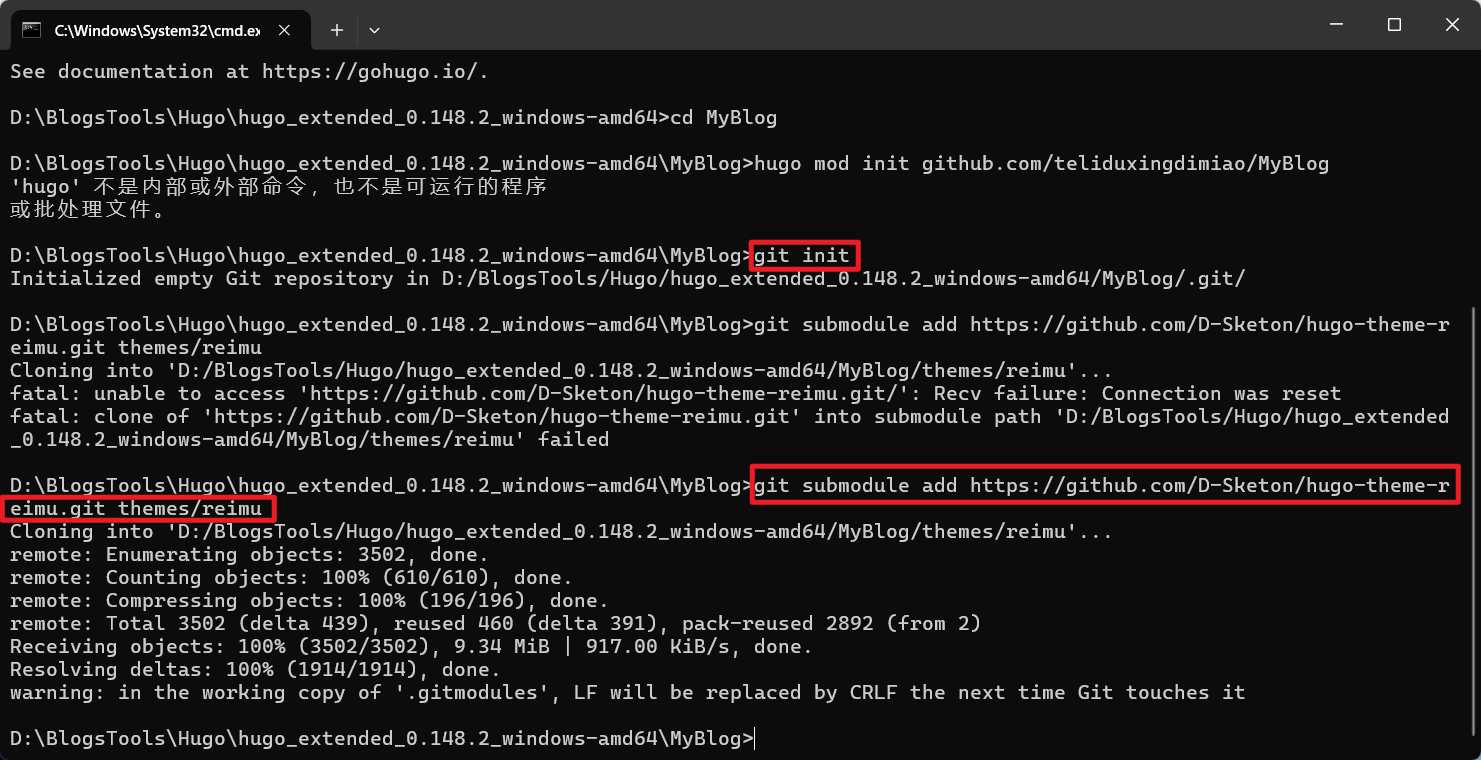 C:\Windows\System32\cmd.ex
See documentation at https://gohugo.io/.
D:\BlogsTools\Hugo\hugo_extended_0.148.2_windows-amd64>cd MyBlog
D:\BlogsTools\Hugo\hugo_extended_0.148.2_windows-amd64\MyBlog>hugo mod init github.com/teliduxingdimiao/MyBlog
'hugo' 不是内部或外部命令，也不是可运行的程序
或批处理文件。
D:\BlogsTools\Hugo\hugo_extended_0.148.2_windows-amd64\MyBlog>git init
Initialized empty Git repository in D:/BlogsTools/Hugo/hugo_extended_0.148.2_windows-amd64/MyBlog/.git/
D:\BlogsTools\Hugo\hugo_extended_0.148.2_windows-amd64\MyBlog>git submodule add https://github.com/D-Sketon/hugo-theme-r
eimu.git themes/reimu
Cloning into 'D:/BlogsTools/Hugo/hugo_extended_0.148.2_windows-amd64/MyBlog/themes/reimu'...
fatal: unable to access 'https://github.com/D-Sketon/hugo-theme-reimu.git/': Recv failure: Connection was reset
fatal: clone of 'https://github.com/D-Sketon/hugo-theme-reimu.git' into submodule path 'D:/BlogsTools/Hugo/hugo_extended
_0.148.2_windows-amd64/MyBlog/themes/reimu' failed
D:\BlogsTools\Hugo\hugo_extended_0.148.2_windows-amd64\MyBlog>git submodule add https://github.com/D-Sketon/hugo-theme-r
eimu.git themes/reimu
Cloning into 'D:/BlogsTools/Hugo/hugo_extended_0.148.2_windows-amd64/MyBlog/themes/reimu'...
remote: Enumerating objects: 3502, done.
remote: Counting objects: 100% (610/610), done.
remote: Compressing objects: 100% (196/196), done.
remote: Total 3502 (delta 439), reused 460 (delta 391), pack-reused 2892 (from 2)
Receiving objects: 100% (3502/3502), 9.34 MiB | 917.00 KiB/s, done.
Resolving deltas: 100% (1914/1914), done.
warning: in the working copy of '.gitmodules', LF will be replaced by CRLF the next time Git touches it
D:\BlogsTools\Hugo\hugo_extended_0.148.2_windows-amd64\MyBlog>